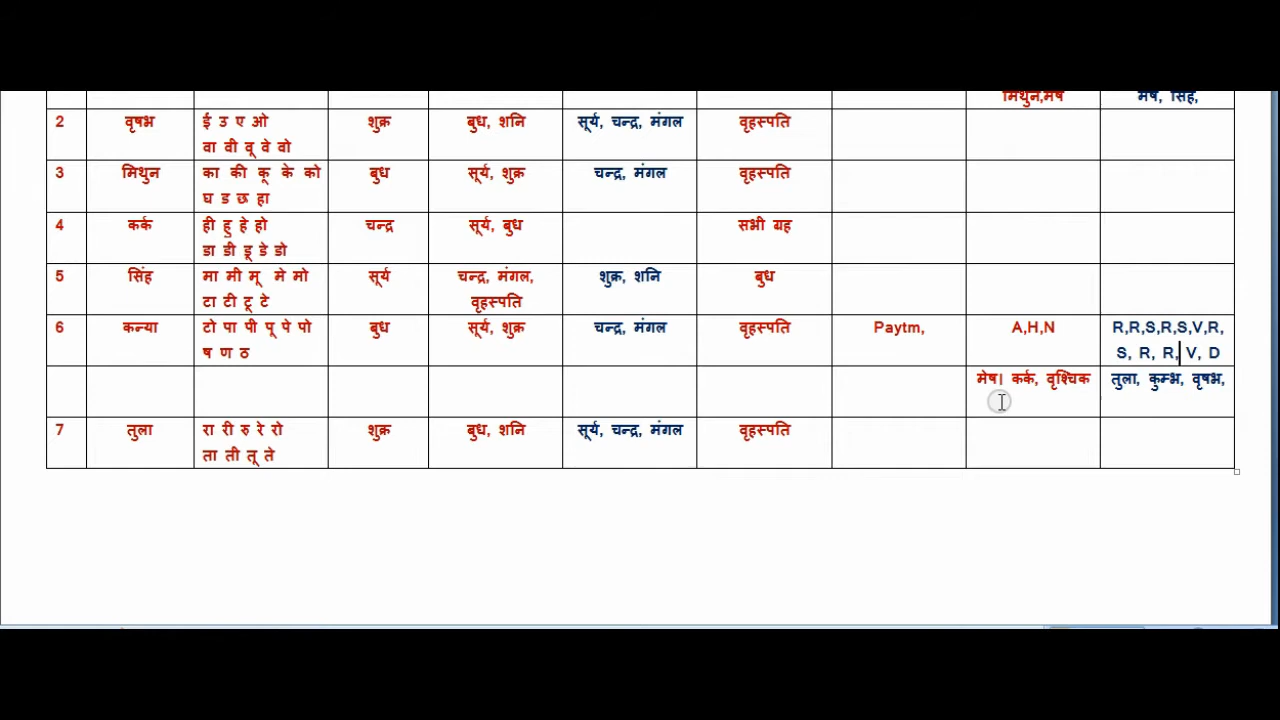 मिथुन,मेष मेष, सिंह,
2 वृषभ ई उ ए ओ शुक्र बुध, शनि सूर्य, चन्द्र, मंगल वृहस्पति
वा वी वू वे वो
3 मिथुन का की कू के को बुध सूर्य, शुक्र चन्द्र, मंगल वृहस्पति
घ ड छ हा
4 कर्क ही हु हे हो चन्द्र सूर्य, बुध सभी ग्रह
डा डी डू डे डो
5 सिंह मा मी मू मे मो सूर्य चन्द्र, मंगल, शुक्र, शनि बुध
टा टी टू टे वृहस्पति
6 कन्या टो पा पी पू पे पो बुध सूर्य, शुक्र चन्द्र, मंगल वृहस्पति Paytm, A,H,N R,R,S,R,S,V,R,
ष ण ठ S, R, R, V, D
मेष। कर्क, वृश्चिक तुला, कुम्भ, वृषभ,
7 तुला रा री रु रे रो शुक्र बुध, शनि सूर्य, चन्द्र, मंगल वृहस्पति
ता ती तू ते